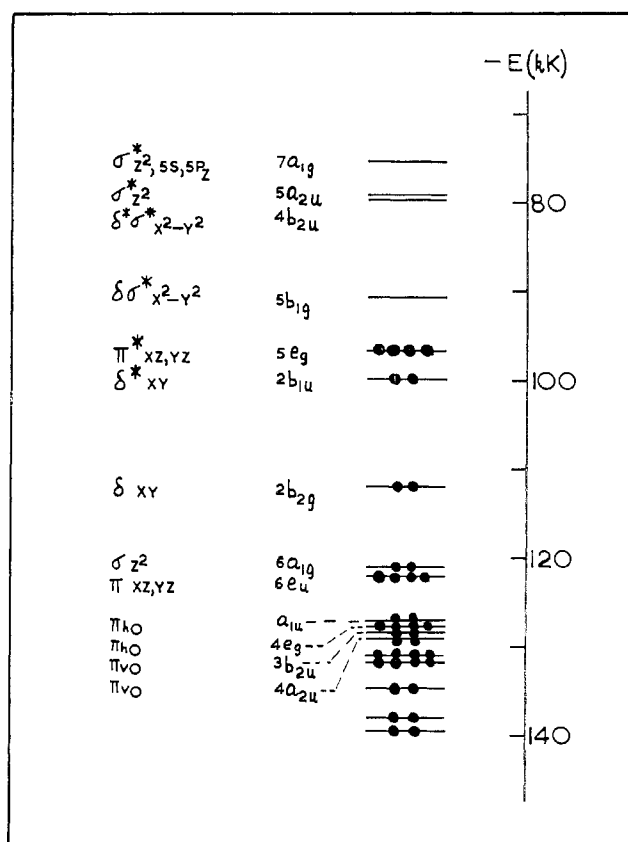 – E (kK)
σ* z², 5s, 5Pz 7a1g
σ* z² 5a2u
80
δ* σ* x²–y² 4b2u
δσ* x²–y² 5b1g
π* xz, yz 5eg
δ* xy 2b1u
100
δ xy 2b2g
120
σ z² 6a1g
π xz, yz 6eu
πhO a1u
πhO 4eg
πvO 3b2u
πvO 4a2u
140